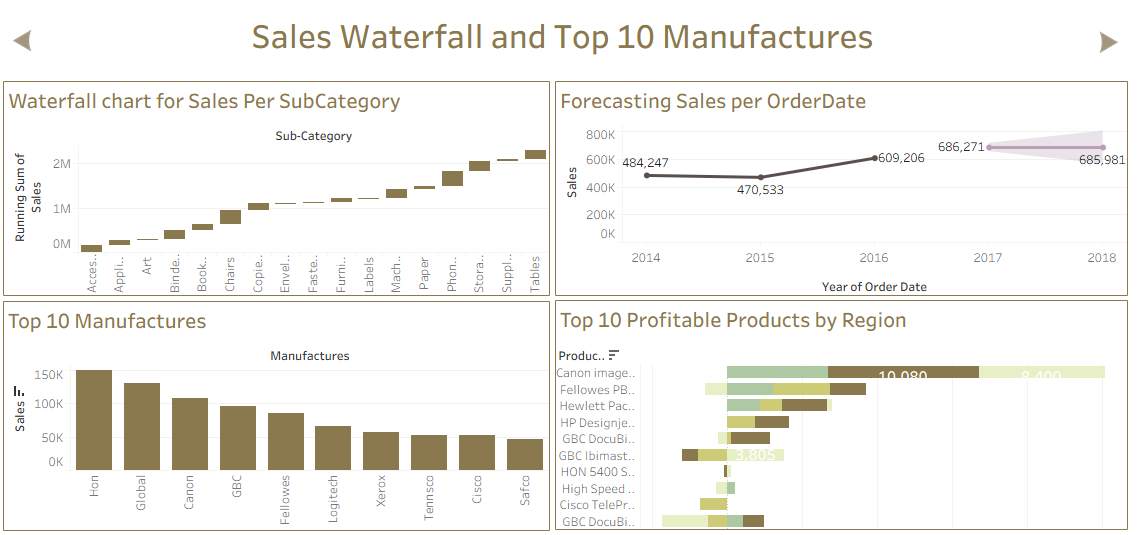 Sales Waterfall and Top 10 Manufactures
Waterfall chart for Sales Per SubCategory
Sub-Category
Running Sum of
Sales
2M
1M
0M
Acces..
Appli..
Art
Binde..
Book..
Chairs
Copie..
Envel..
Faste..
Furni..
Labels
Mach..
Paper
Phon..
Stora..
Suppl..
Tables
Forecasting Sales per OrderDate
Sales
800K
600K
400K
200K
0K
484,247
470,533
609,206
686,271
685,981
2014
2015
2016
2017
2018
Year of Order Date
Top 10 Manufactures
Manufactures
Sales
150K
100K
50K
0K
Hon
Global
Canon
GBC
Fellowes
Logitech
Xerox
Tennsco
Cisco
Safco
Top 10 Profitable Products by Region
Produc..
Canon image..
10,080
8,400
Fellowes PB..
Hewlett Pac..
HP Designje..
GBC DocuBi..
GBC Ibimast..
3,805
HON 5400 S..
High Speed ..
Cisco TelePr..
GBC DocuBi..